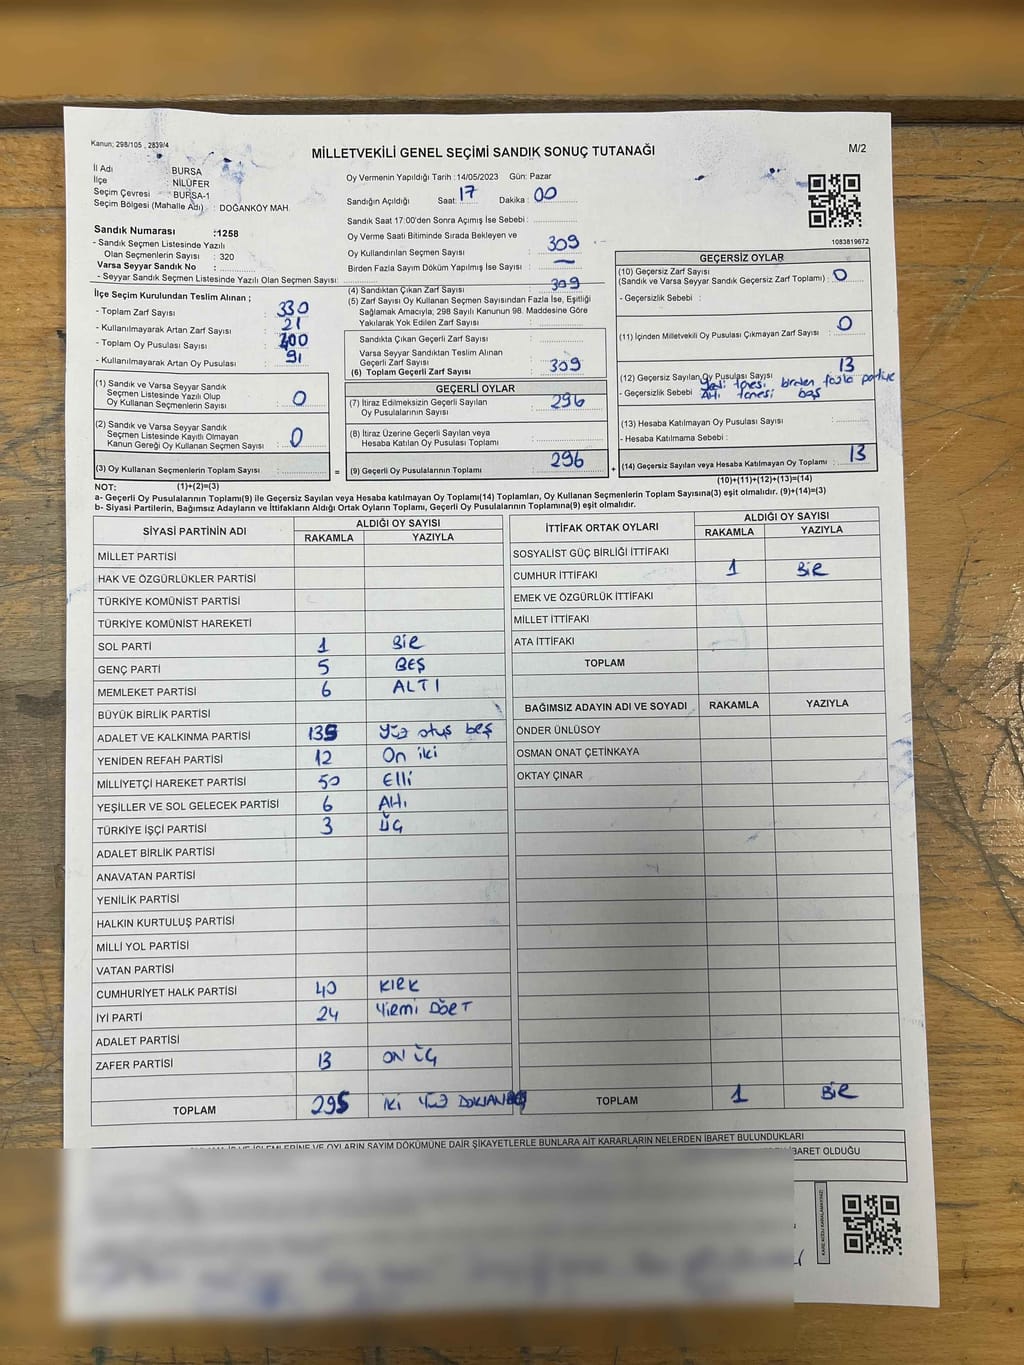 Kanun; 298/105 , 2839/4
MİLLETVEKİLİ GENEL SEÇİMİ SANDIK SONUÇ TUTANAĞI
M/2
İl Adı : BURSA
İlçe : NİLÜFER
Seçim Çevresi : BURSA-1
Seçim Bölgesi (Mahalle Adı) : DOĞANKÖY MAH.
Sandık Numarası :1258
- Sandık Seçmen Listesinde Yazılı
Olan Seçmenlerin Sayısı : 320
Varsa Seyyar Sandık No :
- Seyyar Sandık Seçmen Listesinde Yazılı Olan Seçmen Sayısı:
Oy Vermenin Yapıldığı Tarih :14/05/2023 Gün: Pazar
Sandığın Açıldığı Saat: 17 Dakika : 00
Sandık Saat 17:00'den Sonra Açımış İse Sebebi :
Oy Verme Saati Bitiminde Sırada Bekleyen ve
Oy Kullandırılan Seçmen Sayısı : 309
Birden Fazla Sayım Döküm Yapılmış İse Sayısı : —
1083819672
İlçe Seçim Kurulundan Teslim Alınan ;
- Toplam Zarf Sayısı : 330
- Kullanılmayarak Artan Zarf Sayısı : 21
- Toplam Oy Pusulası Sayısı : 400
- Kullanılmayarak Artan Oy Pusulası : 91
(1) Sandık ve Varsa Seyyar Sandık
Seçmen Listesinde Yazılı Olup
Oy Kullanan Seçmenlerin Sayısı : 0
(2) Sandık ve Varsa Seyyar Sandık
Seçmen Listesinde Kayıtlı Olmayan
Kanun Gereği Oy Kullanan Seçmen Sayısı : 0
(3) Oy Kullanan Seçmenlerin Toplam Sayısı :
(4) Sandıktan Çıkan Zarf Sayısı : 309
(5) Zarf Sayısı Oy Kullanan Seçmen Sayısından Fazla İse, Eşitliği
Sağlamak Amacıyla; 298 Sayılı Kanunun 98. Maddesine Göre
Yakılarak Yok Edilen Zarf Sayısı :
Sandıkta Çıkan Geçerli Zarf Sayısı :
Varsa Seyyar Sandıktan Teslim Alınan
Geçerli Zarf Sayısı :
(6) Toplam Geçerli Zarf Sayısı : 309
GEÇERLİ OYLAR
(7) İtiraz Edilmeksizin Geçerli Sayılan
Oy Pusulalarının Sayısı : 296
(8) İtiraz Üzerine Geçerli Sayılan veya
Hesaba Katılan Oy Pusulası Toplamı :
= (9) Geçerli Oy Pusulalarının Toplamı : 296
GEÇERSİZ OYLAR
(10) Geçersiz Zarf Sayısı
(Sandık ve Varsa Seyyar Sandık Geçersiz Zarf Toplamı) : 0
- Geçersizlik Sebebi :
(11) İçinden Milletvekili Oy Pusulası Çıkmayan Zarf Sayısı : 0
(12) Geçersiz Sayılan Oy Pusulası Sayısı : 13
- Geçersizlik Sebebi : Yedi tanesi birden fazla partiye
Altı tanesi boş
(13) Hesaba Katılmayan Oy Pusulası Sayısı :
- Hesaba Katılmama Sebebi :
+ (14) Geçersiz Sayılan veya Hesaba Katılmayan Oy Toplamı : 13
NOT: (1)+(2)=(3)
(10)+(11)+(12)+(13)=(14)
a- Geçerli Oy Pusulalarının Toplamı(9) ile Geçersiz Sayılan veya Hesaba katılmayan Oy Toplamı(14) Toplamları, Oy Kullanan Seçmenlerin Toplam Sayısına(3) eşit olmalıdır. (9)+(14)=(3)
b- Siyasi Partilerin, Bağımsız Adayların ve İttifakların Aldığı Ortak Oyların Toplamı, Geçerli Oy Pusulalarının Toplamına(9) eşit olmalıdır.
SİYASİ PARTİNİN ADI ALDIĞI OY SAYISI
RAKAMLA YAZIYLA
MİLLET PARTİSİ
HAK VE ÖZGÜRLÜKLER PARTİSİ
TÜRKİYE KOMÜNİST PARTİSİ
TÜRKİYE KOMÜNİST HAREKETİ
SOL PARTİ 1 BİR
GENÇ PARTİ 5 BEŞ
MEMLEKET PARTİSİ 6 ALTI
BÜYÜK BİRLİK PARTİSİ
ADALET VE KALKINMA PARTİSİ 135 Yüz otuz beş
YENİDEN REFAH PARTİSİ 12 On iki
MİLLİYETÇİ HAREKET PARTİSİ 50 Elli
YEŞİLLER VE SOL GELECEK PARTİSİ 6 Altı
TÜRKİYE İŞÇİ PARTİSİ 3 ÜÇ
ADALET BİRLİK PARTİSİ
ANAVATAN PARTİSİ
YENİLİK PARTİSİ
HALKIN KURTULUŞ PARTİSİ
MİLLİ YOL PARTİSİ
VATAN PARTİSİ
CUMHURİYET HALK PARTİSİ 40 KIRK
İYİ PARTİ 24 Yirmi DÖRT
ADALET PARTİSİ
ZAFER PARTİSİ 13 ON ÜÇ
TOPLAM 295 iki YÜZ
İTTİFAK ORTAK OYLARI ALDIĞI OY SAYISI
RAKAMLA YAZIYLA
SOSYALİST GÜÇ BİRLİĞİ İTTİFAKI
CUMHUR İTTİFAKI 1 BİR
EMEK VE ÖZGÜRLÜK İTTİFAKI
MİLLET İTTİFAKI
ATA İTTİFAKI
TOPLAM
BAĞIMSIZ ADAYIN ADI VE SOYADI RAKAMLA YAZIYLA
ÖNDER ÜNLÜSOY
OSMAN ONAT ÇETİNKAYA
OKTAY ÇINAR
TOPLAM 1 BİR
İŞLEMLERİNE VE OYLARIN SAYIM DÖKÜMÜNE DAİR ŞİKAYETLERLE BUNLARA AİT KARARLARIN NELERDEN İBARET BULUNDUKLARI
İBARET OLDUĞU